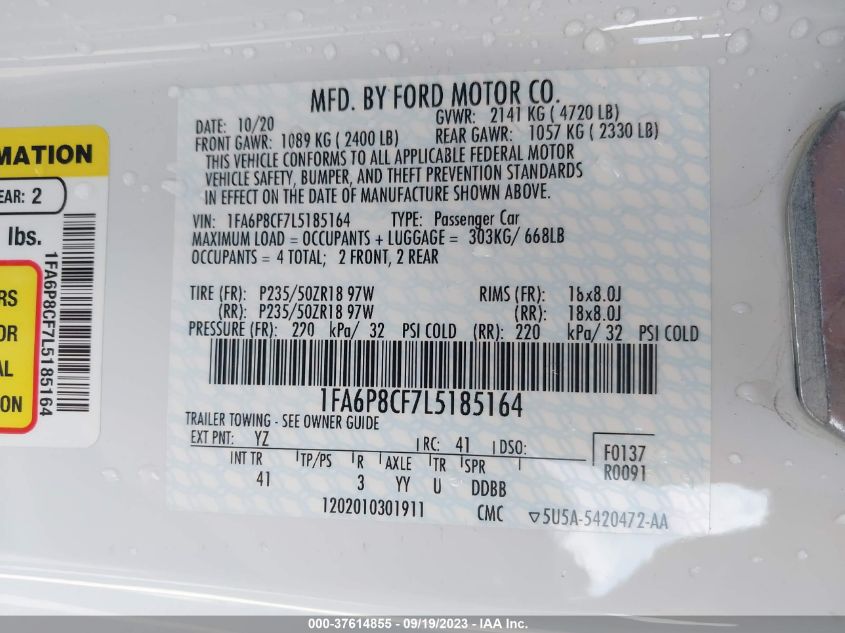 MFD. BY FORD MOTOR CO.
DATE: 10/20 GVWR: 2141 KG ( 4720 LB)
FRONT GAWR: 1089 KG ( 2400 LB) REAR GAWR: 1057 KG ( 2330 LB)
THIS VEHICLE CONFORMS TO ALL APPLICABLE FEDERAL MOTOR
VEHICLE SAFETY, BUMPER, AND THEFT PREVENTION STANDARDS
IN EFFECT ON THE DATE OF MANUFACTURE SHOWN ABOVE.
VIN: 1FA6P8CF7L5185164 TYPE: Passenger Car
MAXIMUM LOAD = OCCUPANTS + LUGGAGE = 303KG/ 668LB
OCCUPANTS = 4 TOTAL; 2 FRONT, 2 REAR
TIRE (FR): P235/50ZR18 97W RIMS (FR): 18x8.0J
(RR): P235/50ZR18 97W (RR): 18x8.0J
PRESSURE (FR): 220 kPa/ 32 PSI COLD (RR): 220 kPa/ 32 PSI COLD
1FA6P8CF7L5185164
TRAILER TOWING - SEE OWNER GUIDE
EXT PNT: YZ RC: 41 DSO: F0137
R0091
INT TR TP/PS R AXLE TR SPR
41 3 YY U DDBB
1202010301911 CMC ▽5U5A-5420472-AA
MATION
EAR: 2
lbs.
RS
OR
AL
ON
1FA6P8CF7L5185164
000-37614855 - 09/19/2023 - IAA Inc.